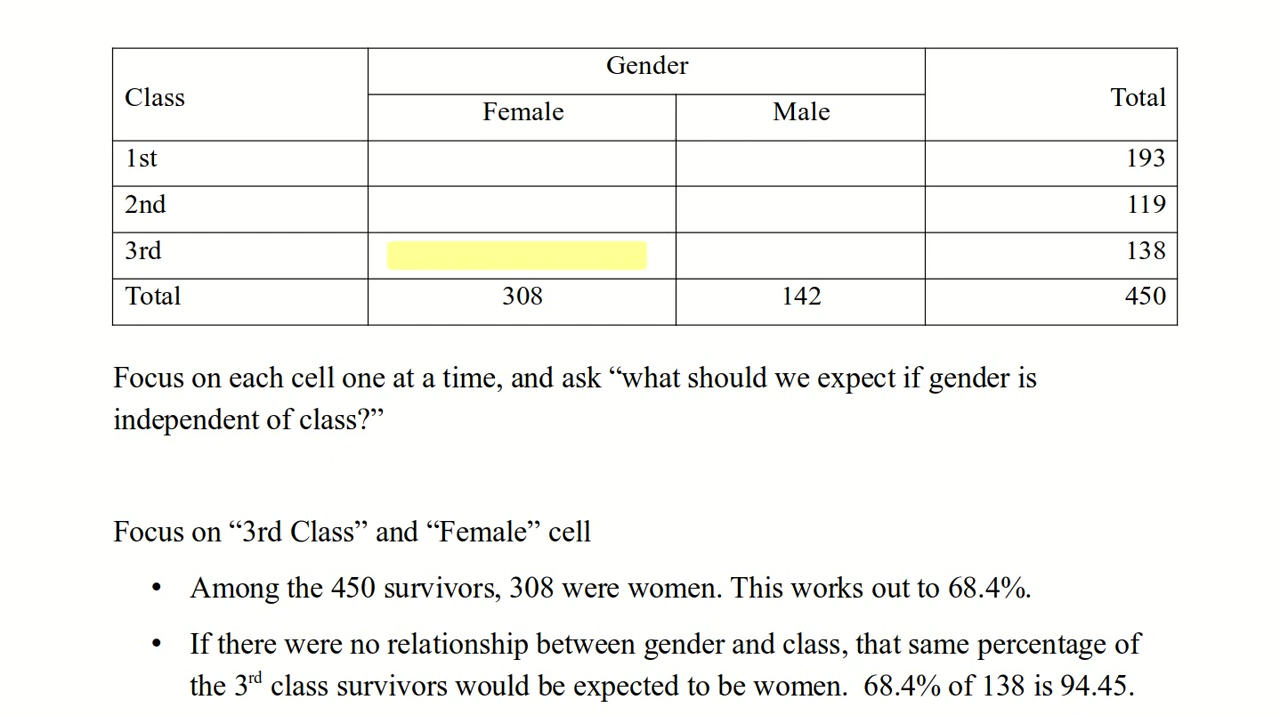 Gender
Class Total
Female Male
1st 193
2nd 119
3rd 138
Total 308 142 450
Focus on each cell one at a time, and ask “what should we expect if gender is
independent of class?”
Focus on “3rd Class” and “Female” cell
• Among the 450 survivors, 308 were women. This works out to 68.4%.
• If there were no relationship between gender and class, that same percentage of
the 3rd class survivors would be expected to be women. 68.4% of 138 is 94.45.